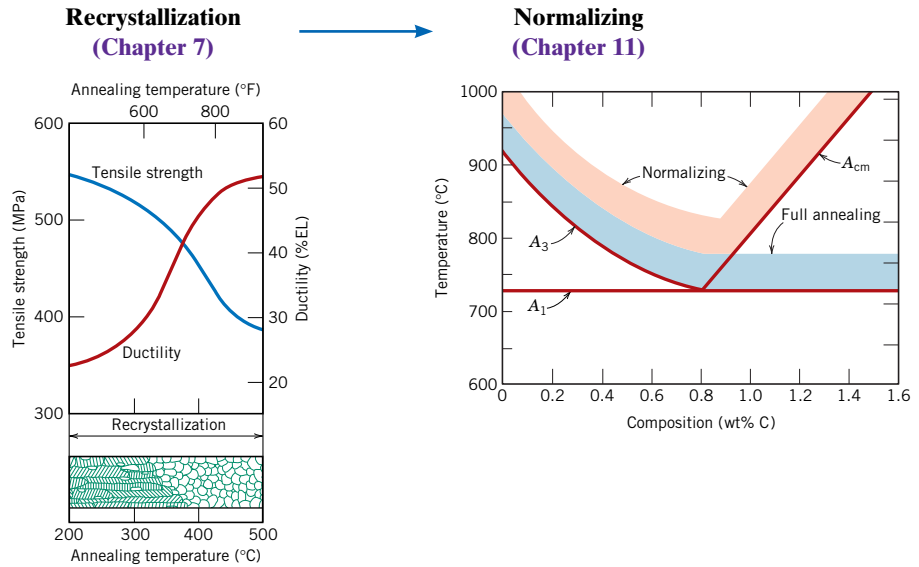 Recrystallization
(Chapter 7)
Normalizing
(Chapter 11)
Annealing temperature (°F)
600 800
600
500
400
300
Tensile strength (MPa)
60
50
40
30
20
Ductility (%EL)
Tensile strength
Ductility
Recrystallization
200 300 400 500
Annealing temperature (°C)
1000
900
800
700
600
Temperature (°C)
Normalizing
Acm
Full annealing
A3
A1
0 0.2 0.4 0.6 0.8 1.0 1.2 1.4 1.6
Composition (wt% C)